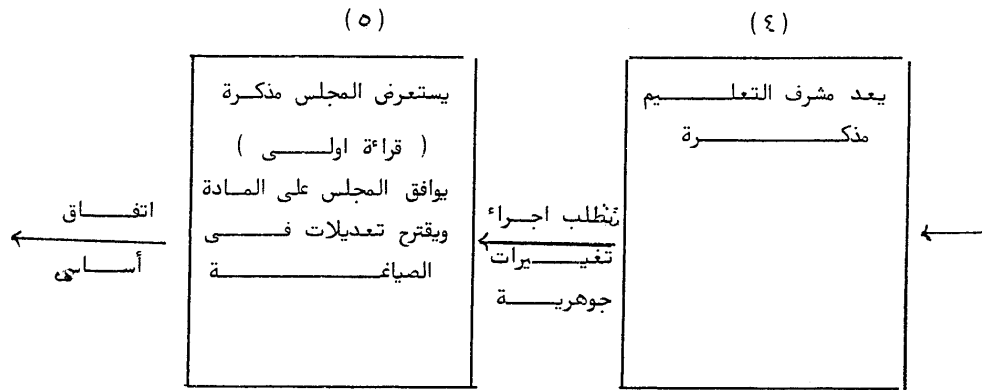 (٤)
يعد مشرف التعليم
مذكرة
تتطلب اجراء
تغييرات
جوهرية
(٥)
يستعرض المجلس مذكرة
( قراءة اولى )
يوافق المجلس على المادة
ويقترح تعديلات فى
الصياغة
اتفاق
أساسى